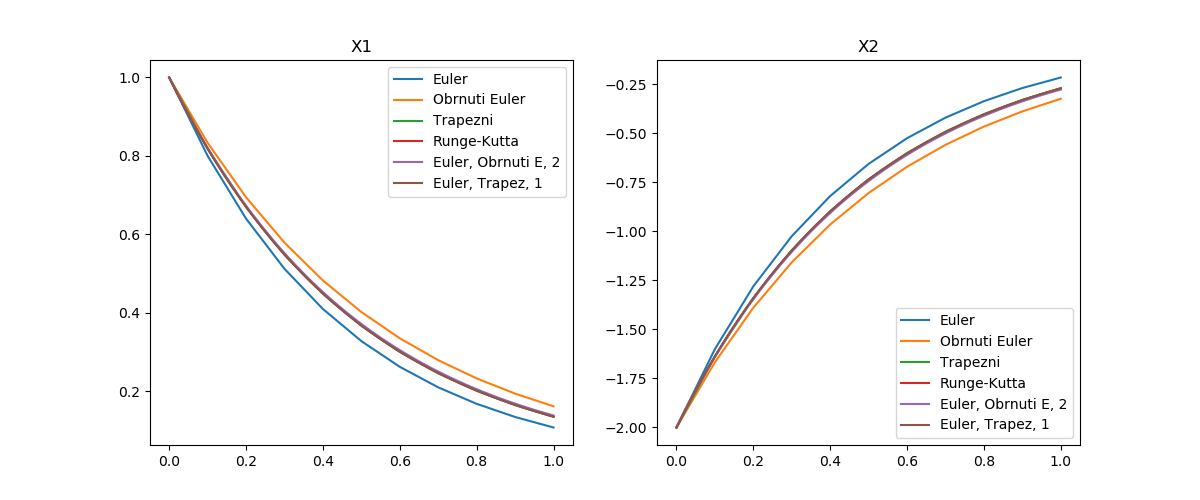 X1
1.0
0.8
0.6
0.4
0.2
0.0 0.2 0.4 0.6 0.8 1.0
Euler
Obrnuti Euler
Trapezni
Runge-Kutta
Euler, Obrnuti E, 2
Euler, Trapez, 1
X2
−0.25
−0.50
−0.75
−1.00
−1.25
−1.50
−1.75
−2.00
0.0 0.2 0.4 0.6 0.8 1.0
Euler
Obrnuti Euler
Trapezni
Runge-Kutta
Euler, Obrnuti E, 2
Euler, Trapez, 1